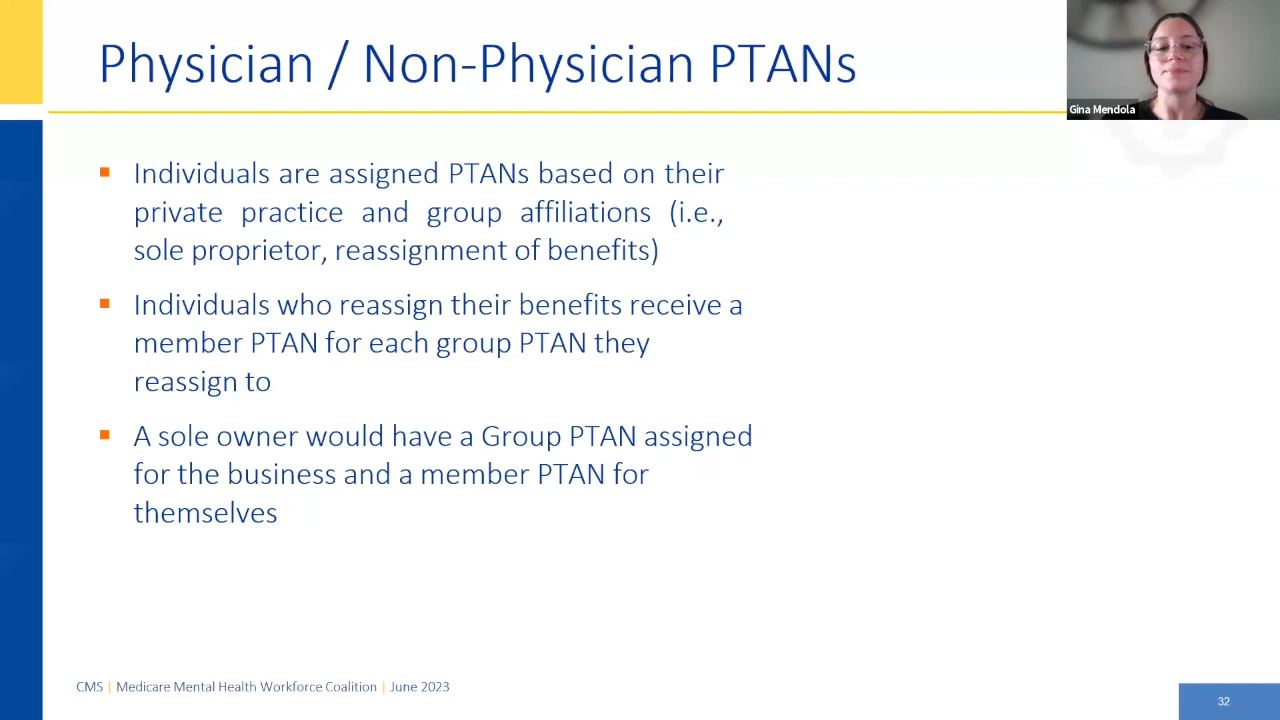 Physician / Non-Physician PTANs
Gina Mendola
Individuals are assigned PTANs based on their
private practice and group affiliations (i.e.,
sole proprietor, reassignment of benefits)
Individuals who reassign their benefits receive a
member PTAN for each group PTAN they
reassign to
A sole owner would have a Group PTAN assigned
for the business and a member PTAN for
themselves
CMS | Medicare Mental Health Workforce Coalition | June 2023
32